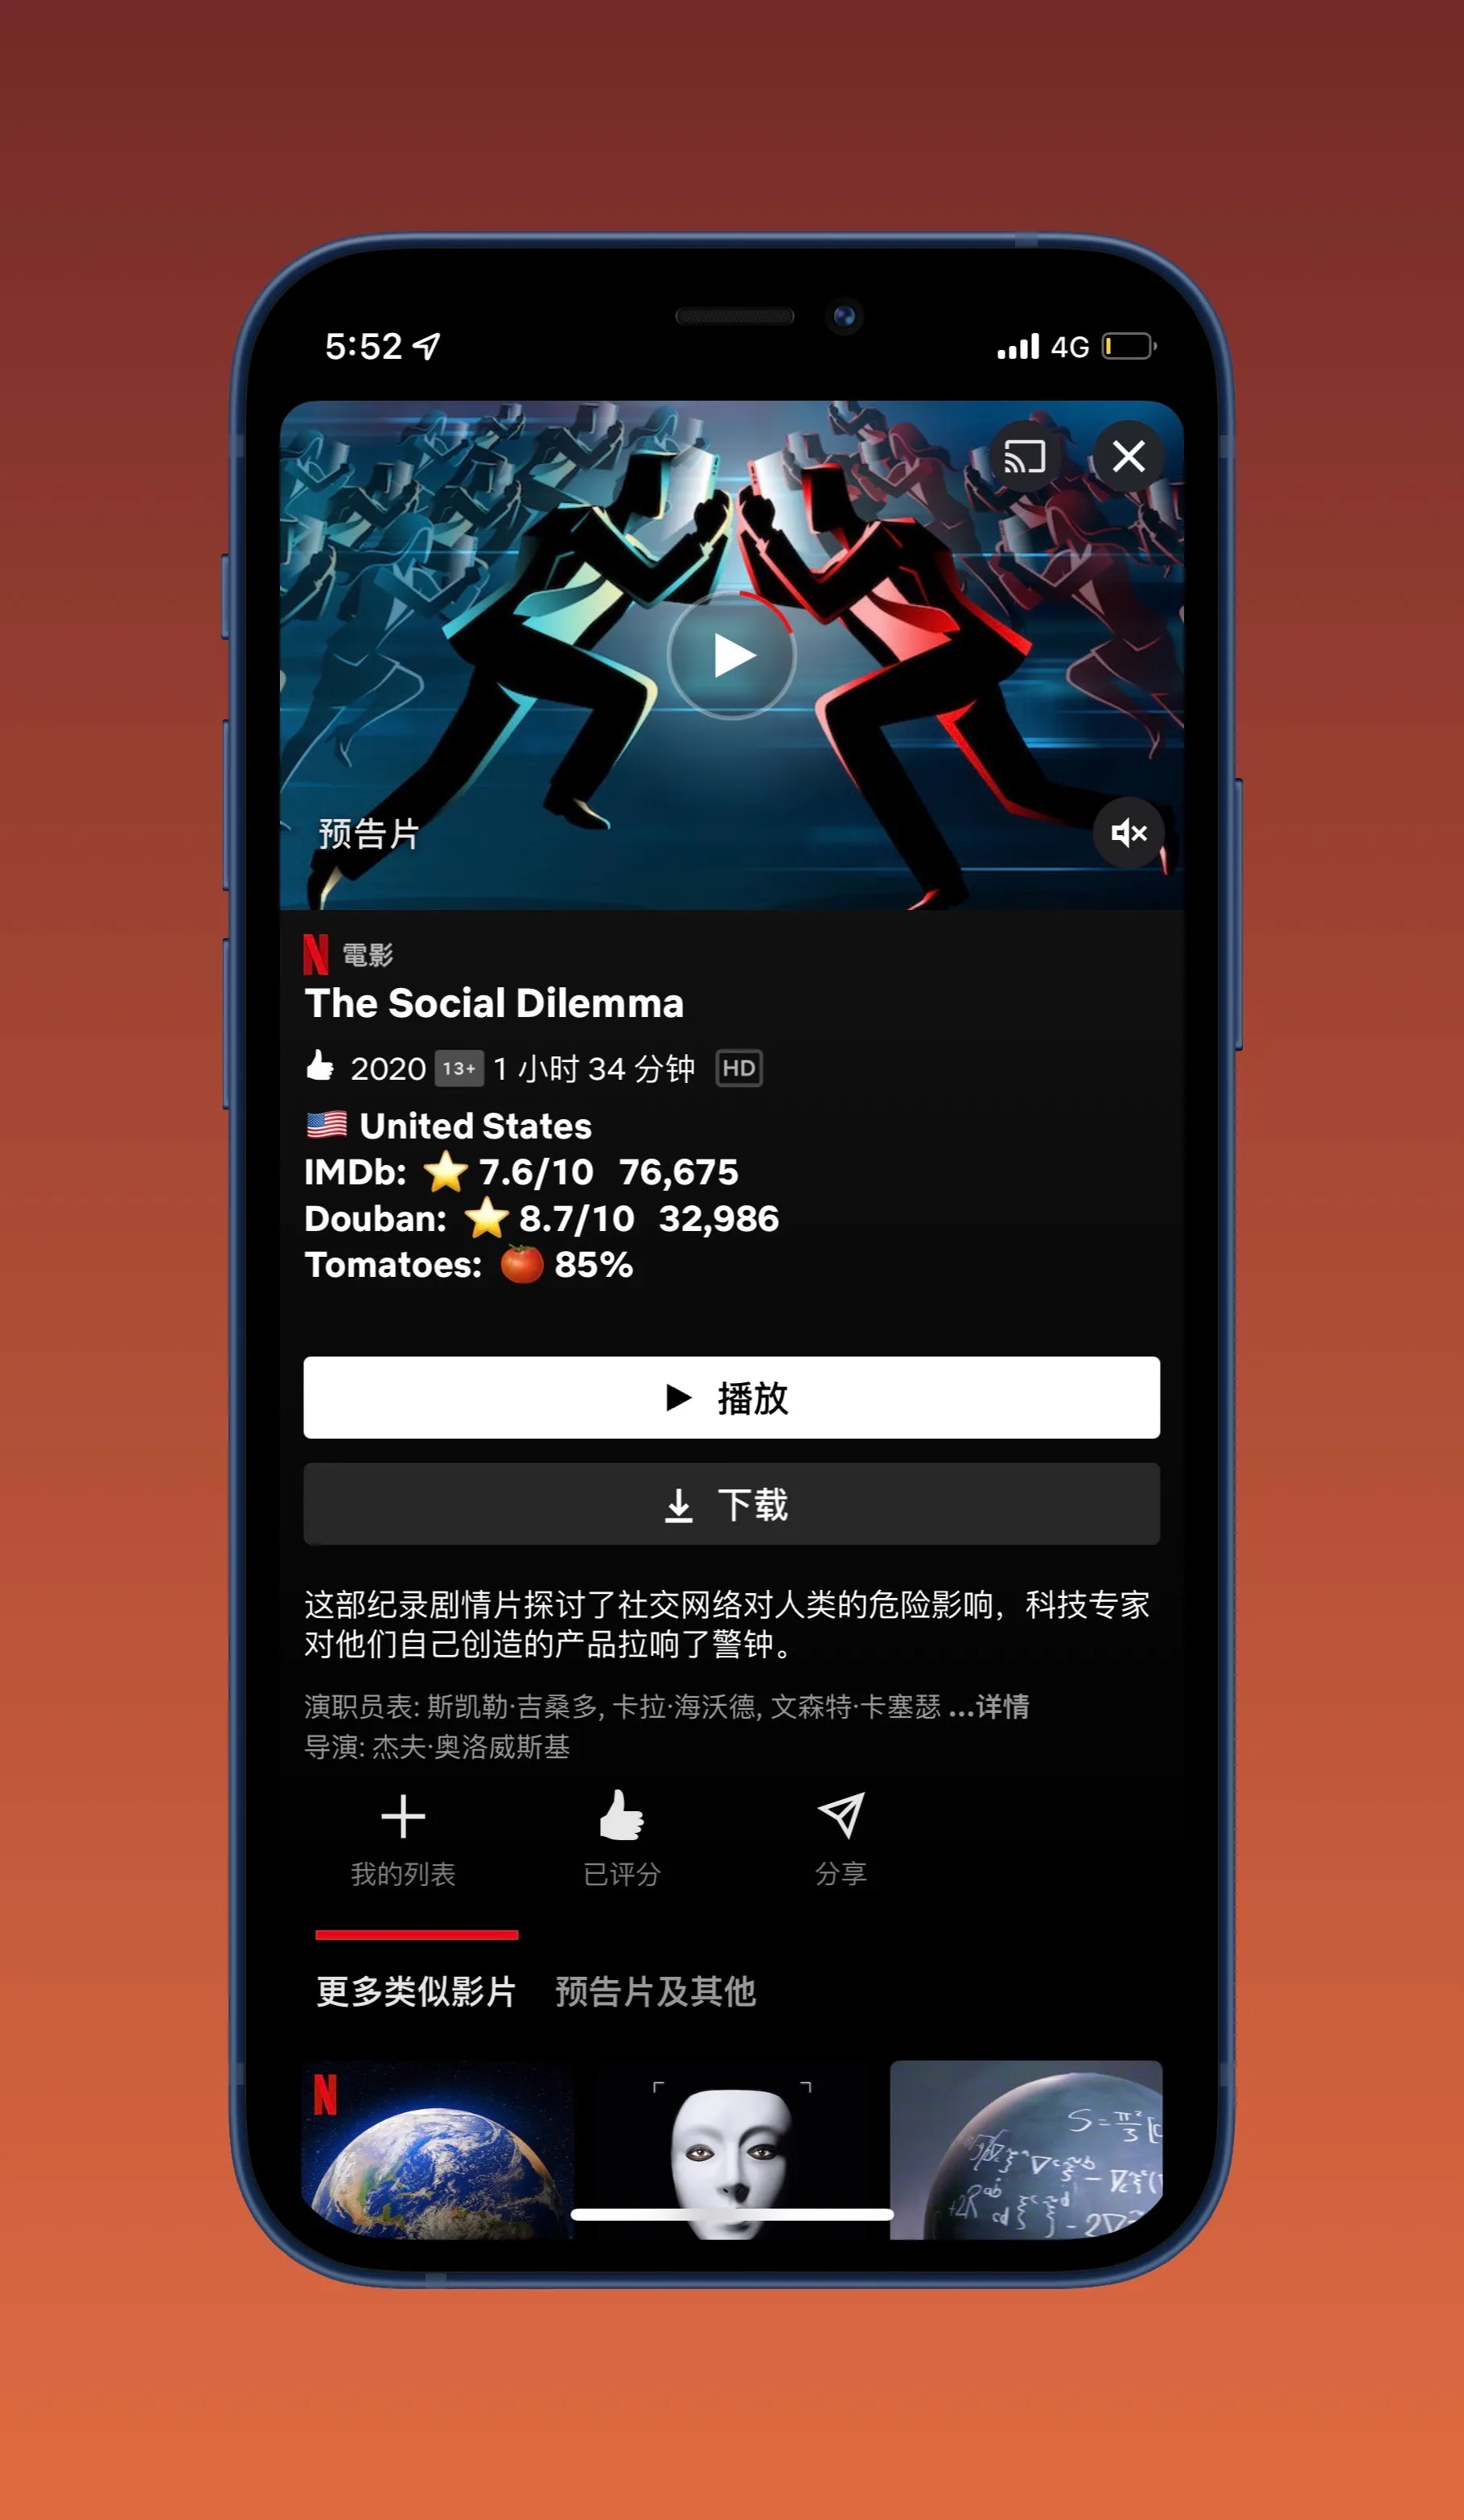 5:52
4G
预告片
N 電影
The Social Dilemma
2020 13+ 1 小时 34 分钟 HD
🇺🇸 United States
IMDb: ⭐ 7.6/10 76,675
Douban: ⭐ 8.7/10 32,986
Tomatoes: 🍅 85%
播放
下载
这部纪录剧情片探讨了社交网络对人类的危险影响，科技专家
对他们自己创造的产品拉响了警钟。
演职员表: 斯凯勒·吉桑多, 卡拉·海沃德, 文森特·卡塞瑟 ...详情
导演: 杰夫·奥洛威斯基
我的列表 已评分 分享
更多类似影片 预告片及其他
N